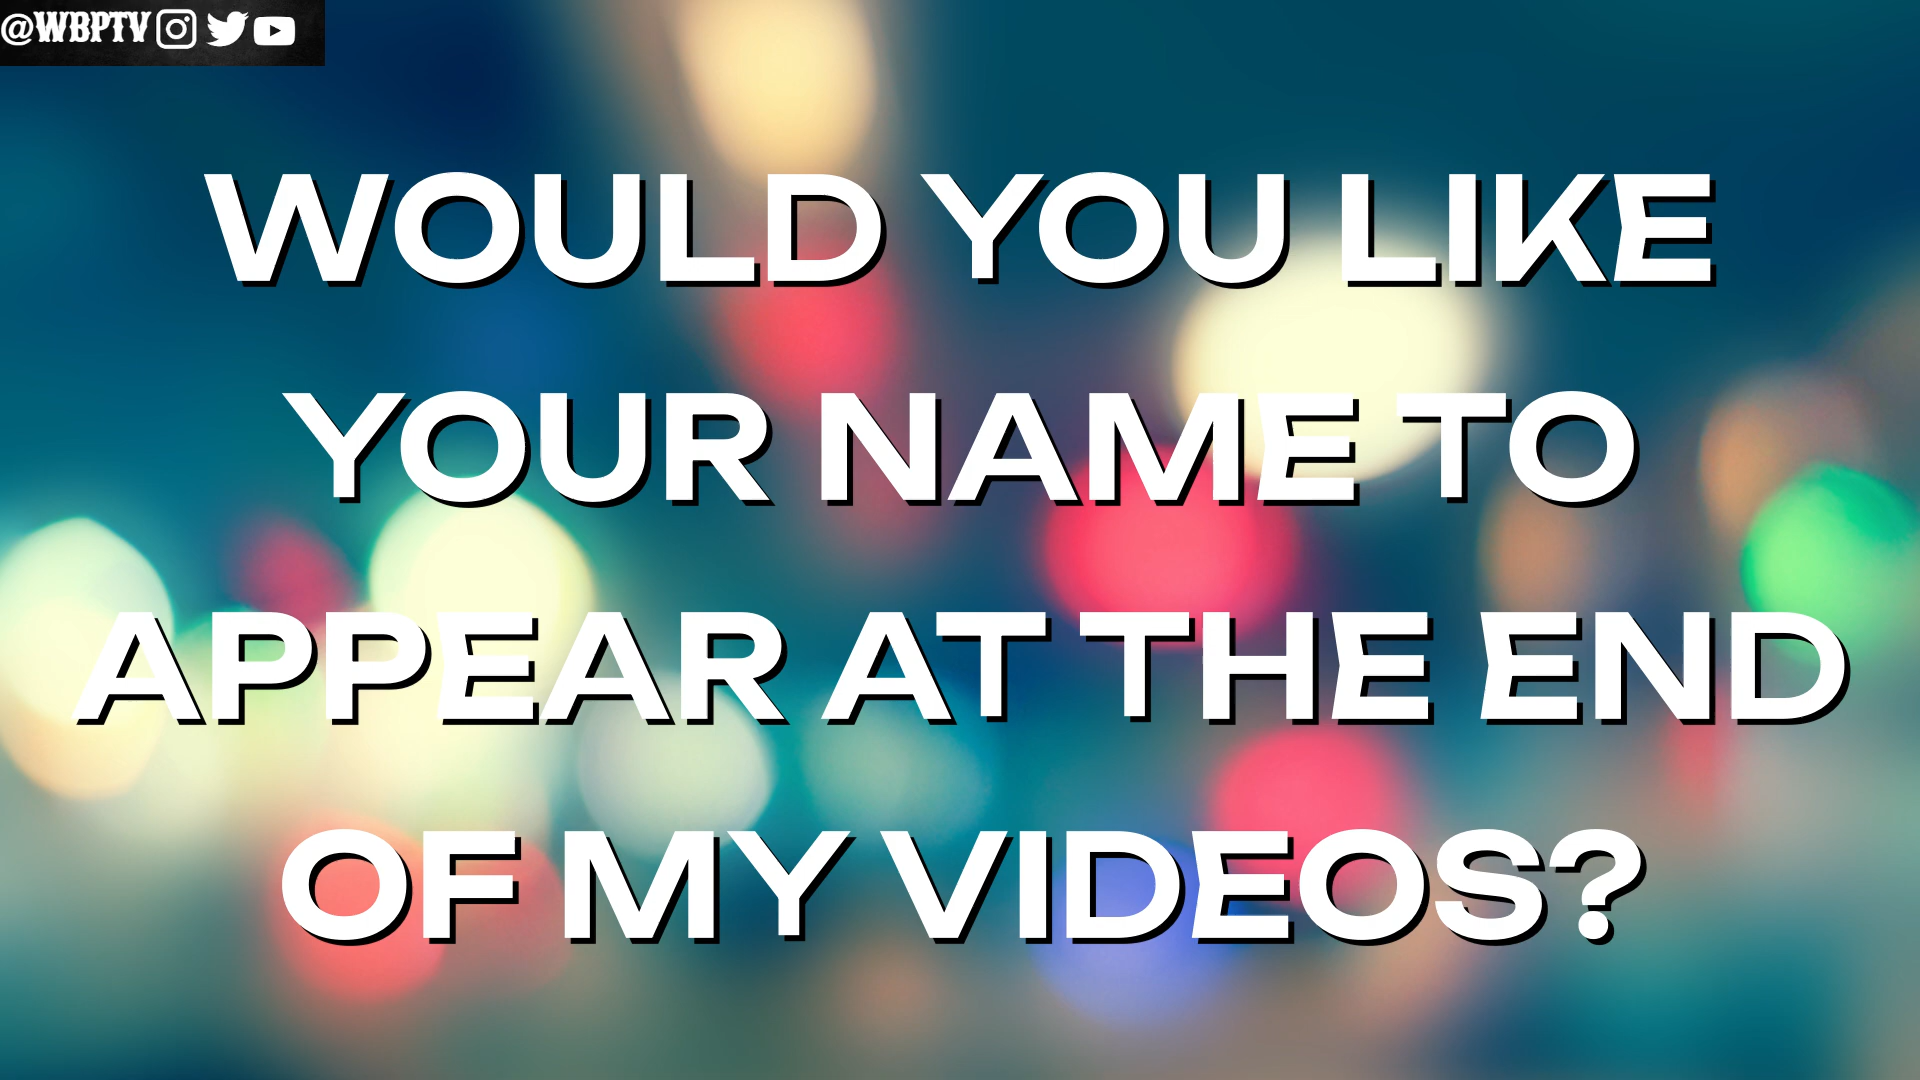 @WBPTV
WOULD YOU LIKE
YOUR NAME TO
APPEAR AT THE END
OF MY VIDEOS?